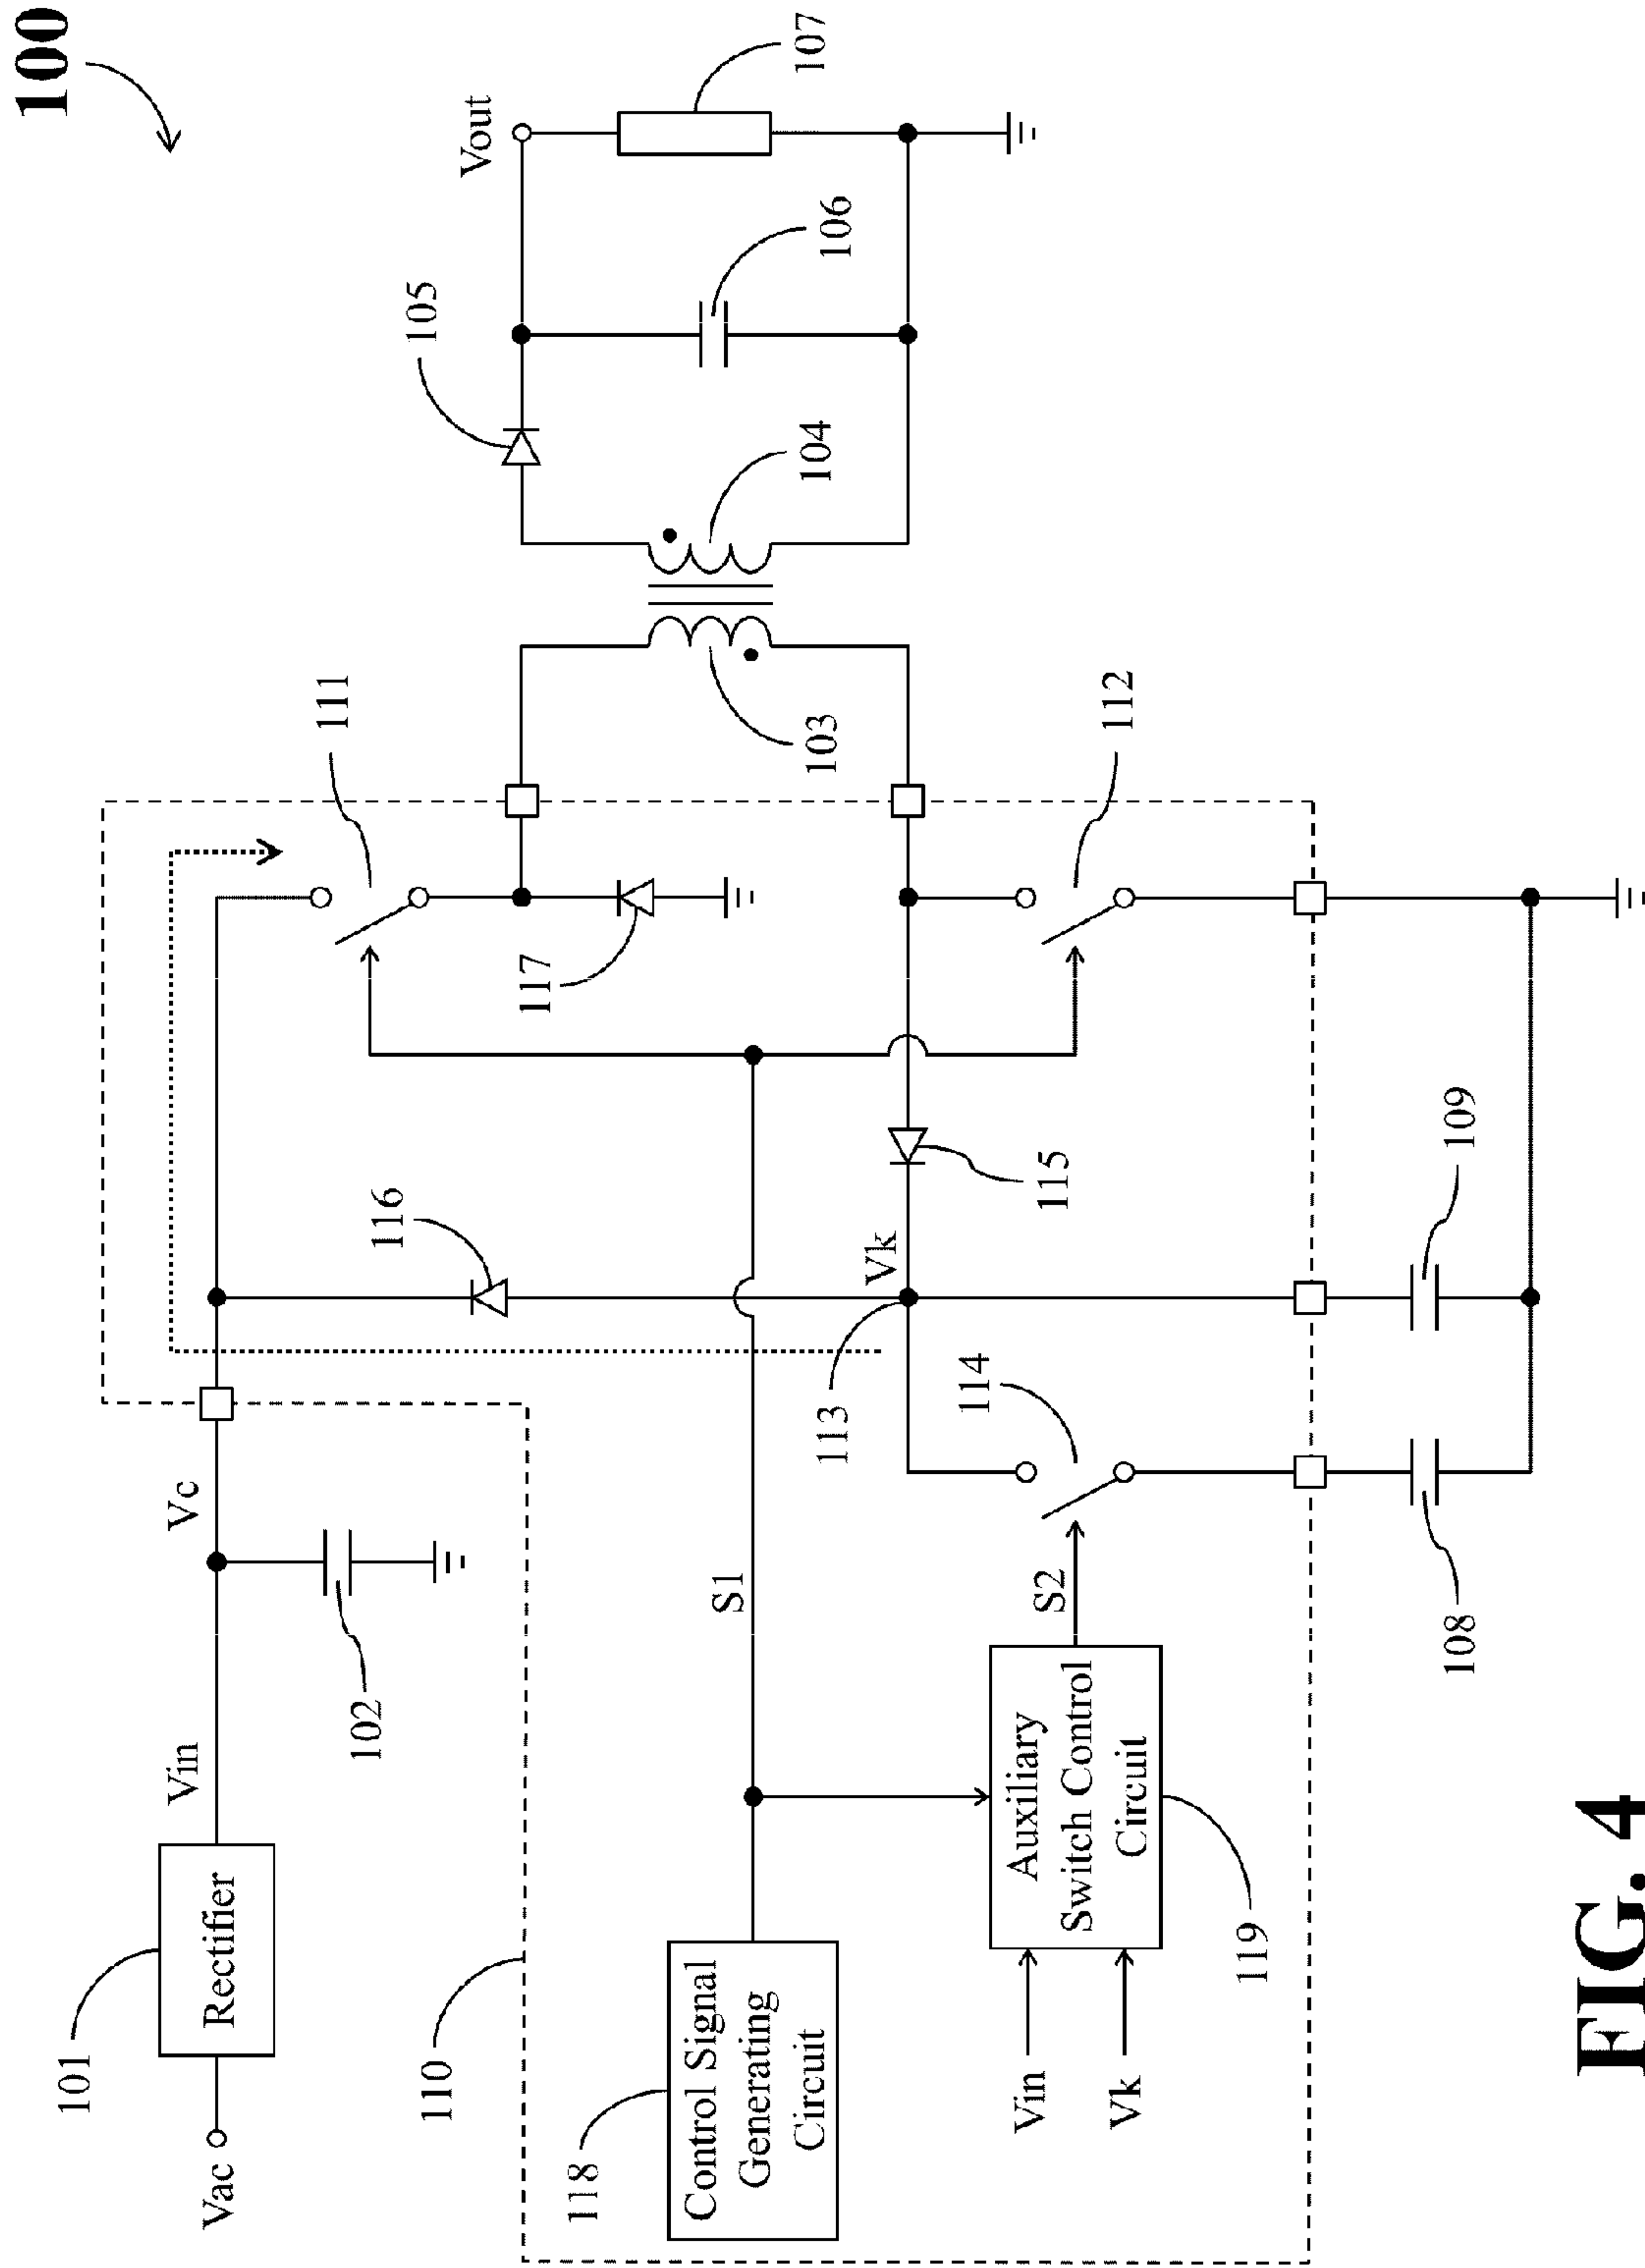 100
Vac
Rectifier
101
Vin
102
Vc
110
111
116
117
103
104
105
Vout
106
107
118
Control Signal
Generating
Circuit
S1
113
Vk
115
112
114
S2
Auxiliary
Switch Control
Circuit
119
Vin
Vk
108
109
FIG. 4